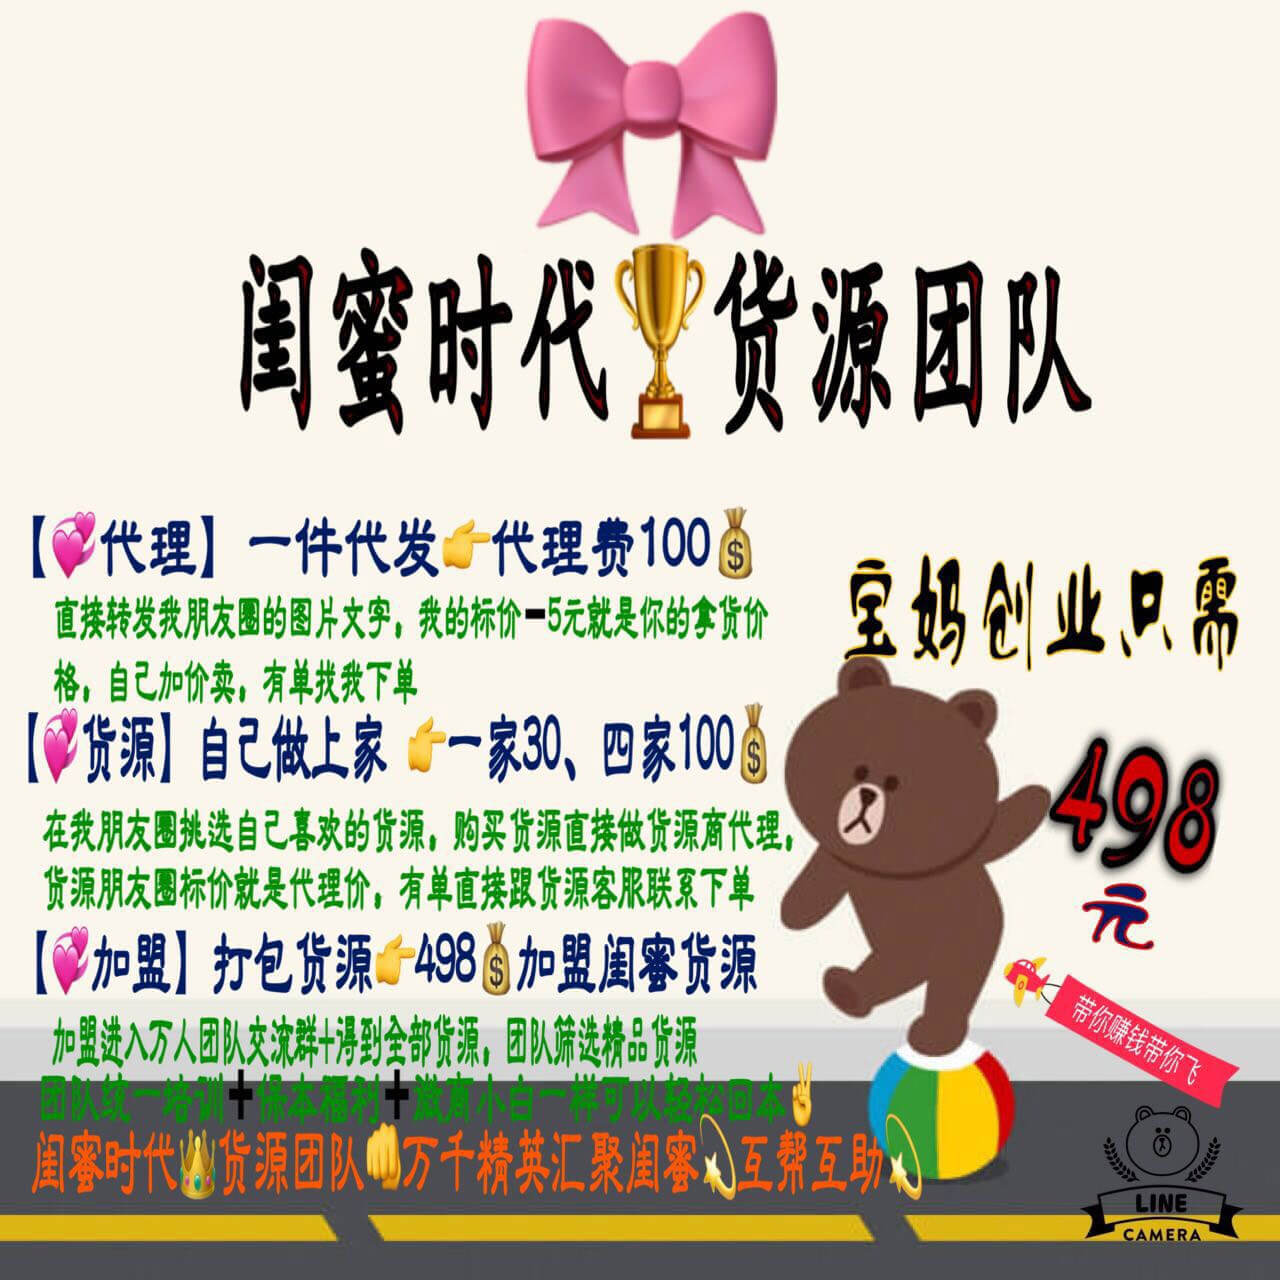 闺蜜时代🏆货源团队
【💞代理】一件代发👉代理费100💰
直接转发我朋友圈的图片文字，我的标价➖5元就是你的拿货价
格，自己加价卖，有单找我下单
【💞货源】自己做上家 👉一家30、四家100💰
在我朋友圈挑选自己喜欢的货源，购买货源直接做货源商代理，
货源朋友圈标价就是代理价，有单直接跟货源客服联系下单
【💞加盟】打包货源👉498💰加盟闺蜜货源
加盟进入万人团队交流群+得到全部货源，团队筛选精品货源
团队统一培训➕保本福利➕微商小白一样可以轻松回本✌
闺蜜时代👑货源团队👊万千精英汇聚闺蜜💫互帮互助💫
宝妈创业只需
498
元
带你赚钱带你飞
LINE
CAMERA